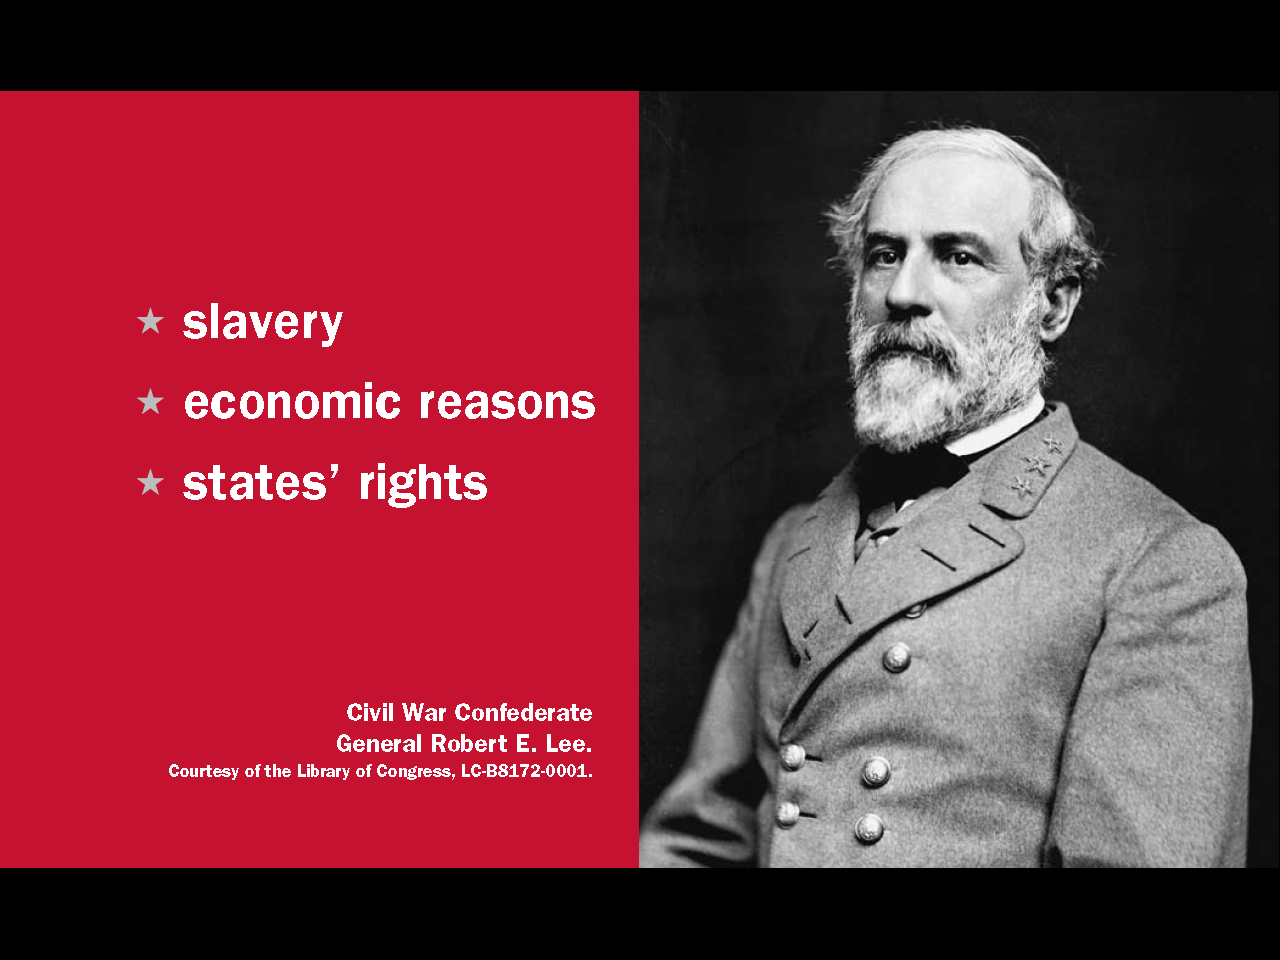 slavery
economic reasons
states’ rights
Civil War Confederate
General Robert E. Lee.
Courtesy of the Library of Congress, LC-B8172-0001.